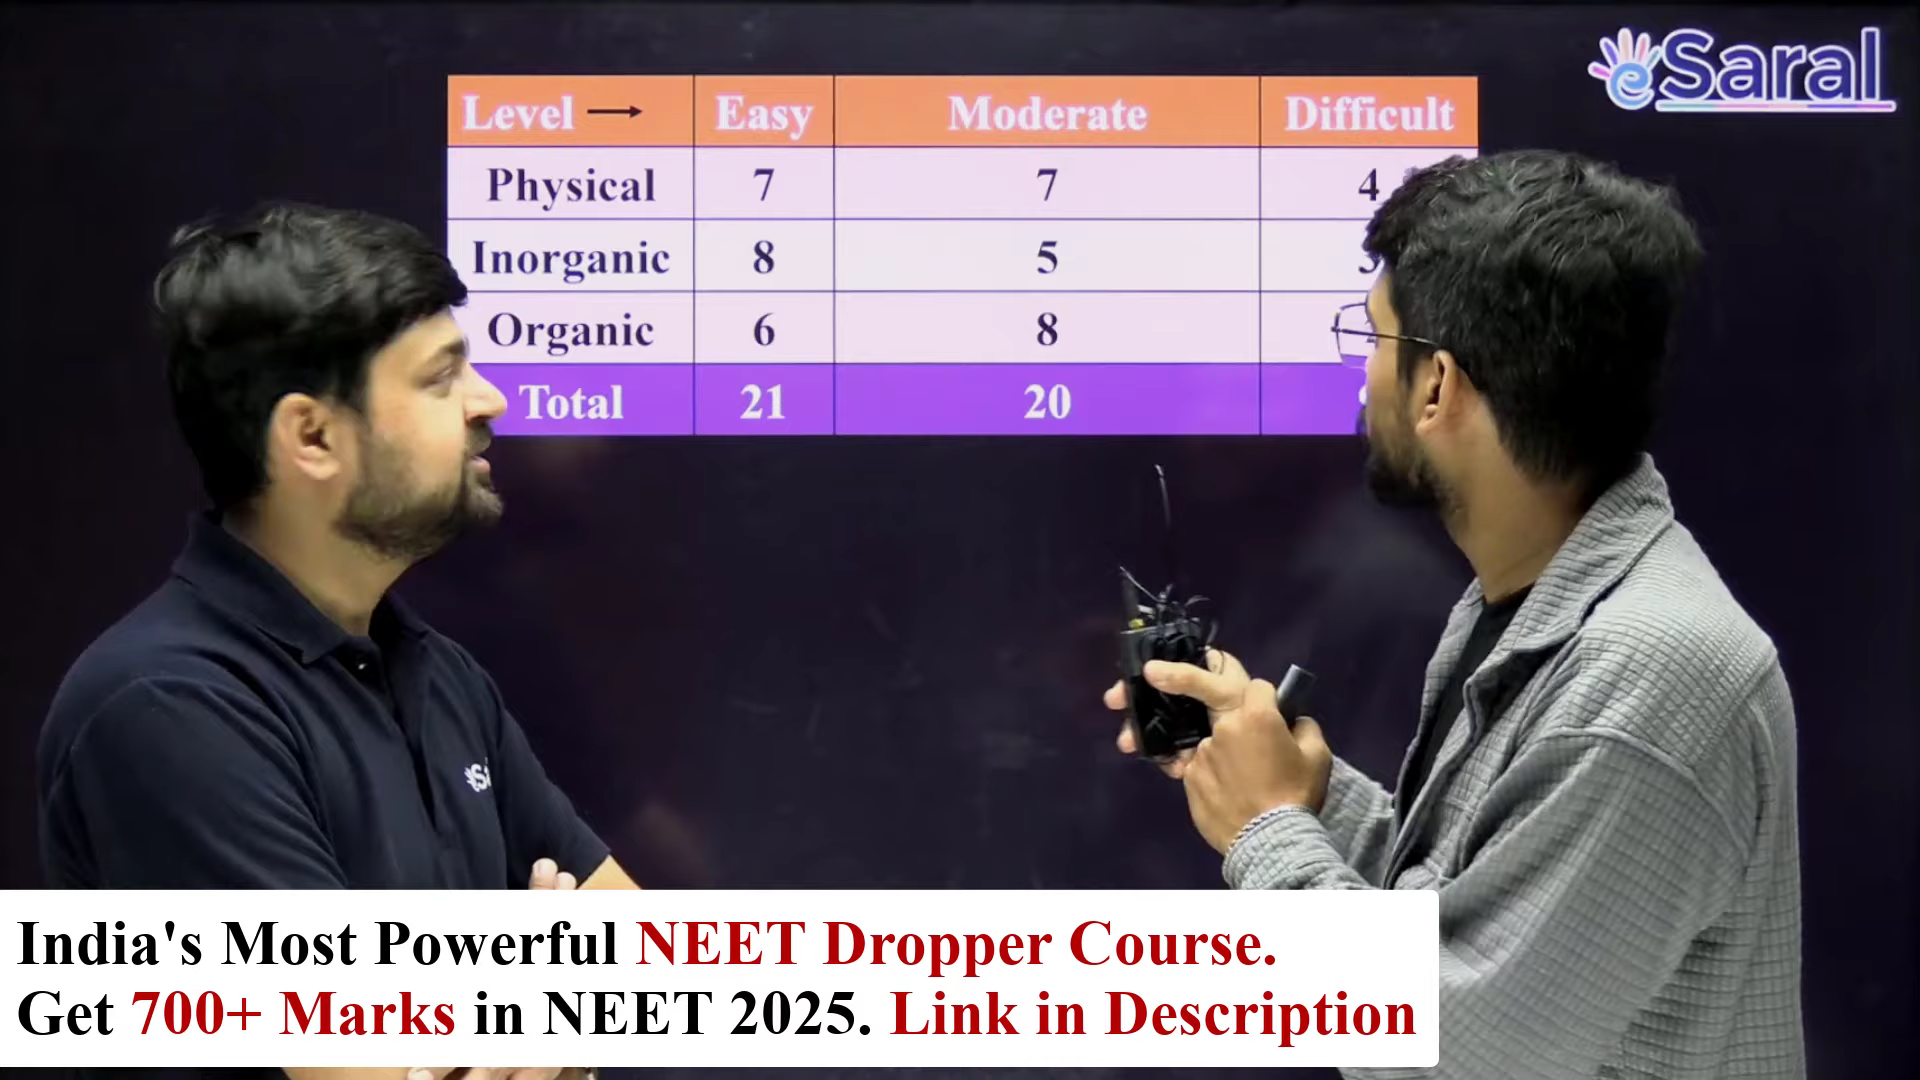 eSaral
Level → Easy Moderate Difficult
Physical 7 7 4
Inorganic 8 5
Organic 6 8
Total 21 20
India's Most Powerful NEET Dropper Course.
Get 700+ Marks in NEET 2025. Link in Description